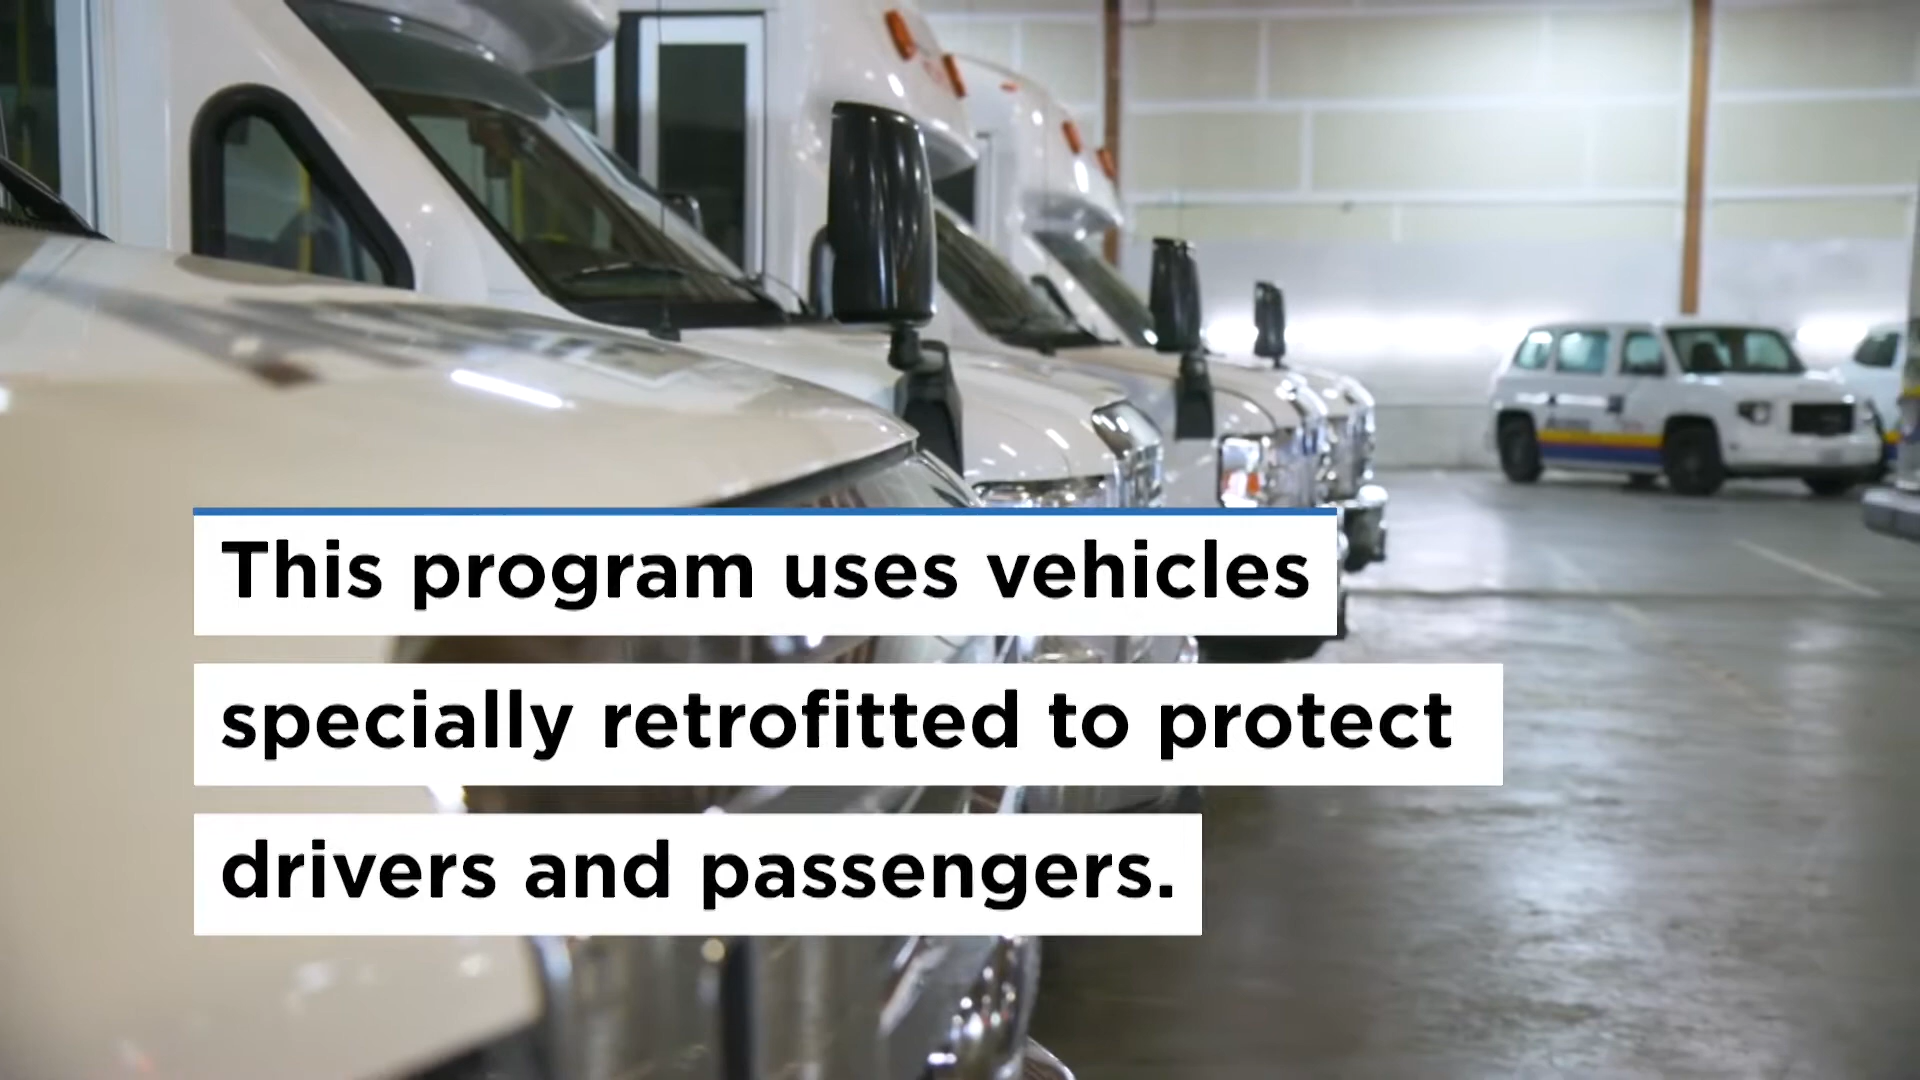 This program uses vehicles
specially retrofitted to protect
drivers and passengers.